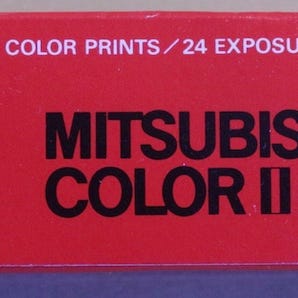 COLOR PRINTS/24 EXPOSU
MITSUBIS
COLOR II